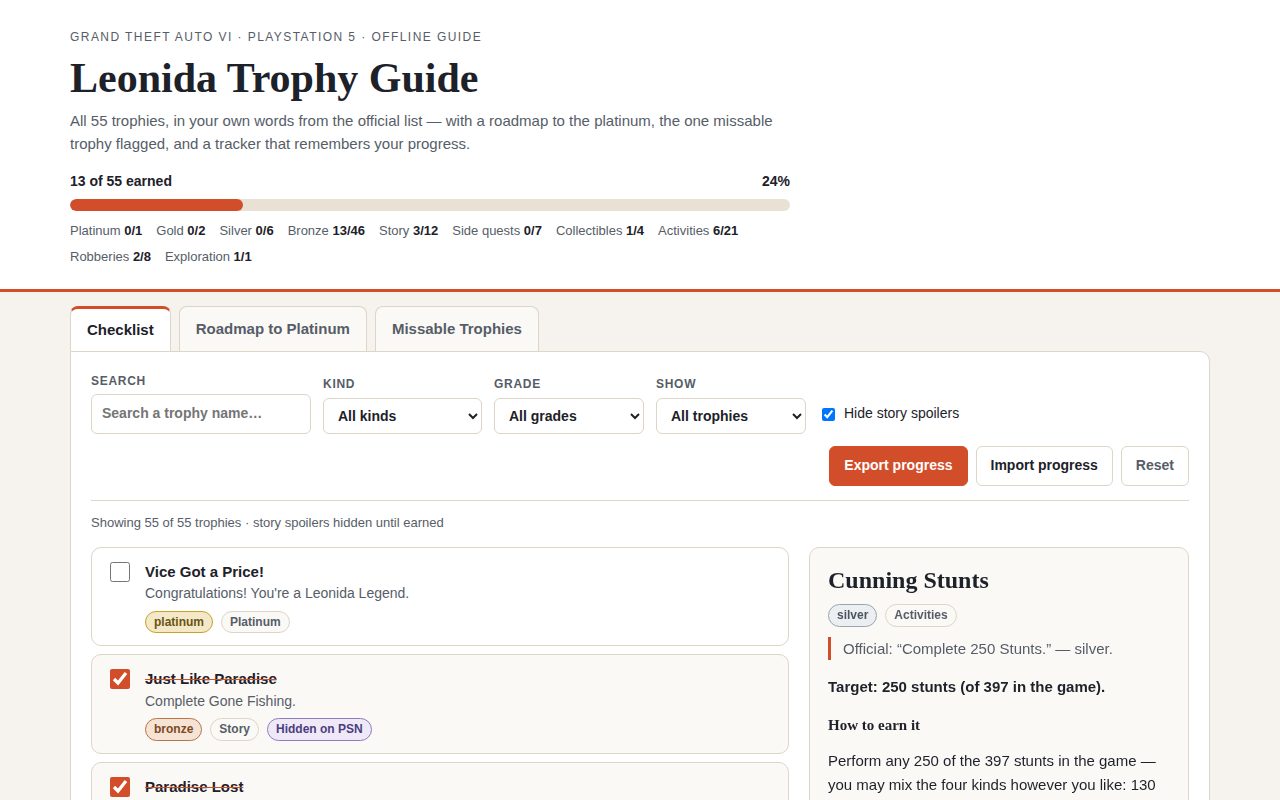 GRAND THEFT AUTO VI · PLAYSTATION 5 · OFFLINE GUIDE
Leonida Trophy Guide
All 55 trophies, in your own words from the official list — with a roadmap to the platinum, the one missable
trophy flagged, and a tracker that remembers your progress.
13 of 55 earned 24%
Platinum 0/1 Gold 0/2 Silver 0/6 Bronze 13/46 Story 3/12 Side quests 0/7 Collectibles 1/4 Activities 6/21
Robberies 2/8 Exploration 1/1
Checklist Roadmap to Platinum Missable Trophies
SEARCH KIND GRADE SHOW
Search a trophy name… All kinds All grades All trophies Hide story spoilers
Export progress Import progress Reset
Showing 55 of 55 trophies · story spoilers hidden until earned
Vice Got a Price!
Congratulations! You're a Leonida Legend.
platinum Platinum
Just Like Paradise
Complete Gone Fishing.
bronze Story Hidden on PSN
Paradise Lost
Cunning Stunts
silver Activities
Official: “Complete 250 Stunts.” — silver.
Target: 250 stunts (of 397 in the game).
How to earn it
Perform any 250 of the 397 stunts in the game —
you may mix the four kinds however you like: 130